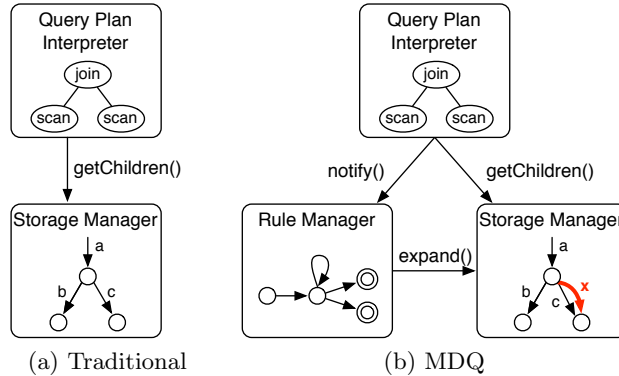 Query Plan
Interpreter
join
scan
scan
getChildren()
Storage Manager
a
b
c
(a) Traditional
Query Plan
Interpreter
join
scan
scan
notify()
getChildren()
Rule Manager
expand()
Storage Manager
a
b
c
x
(b) MDQ